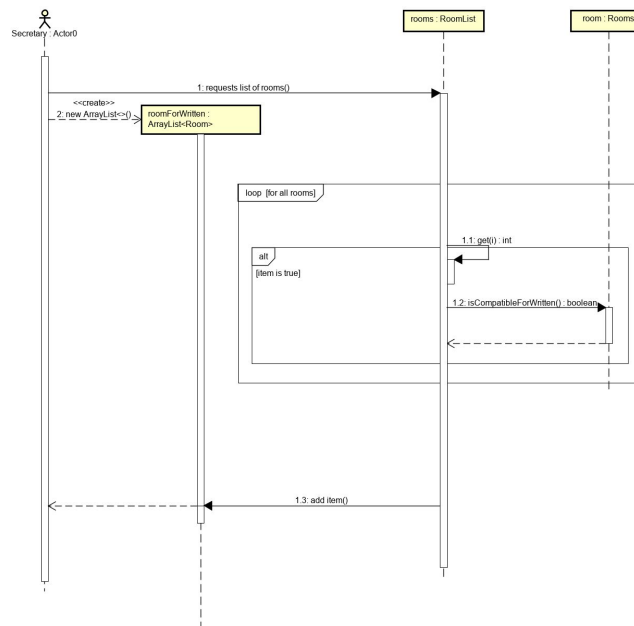 rooms : RoomList
room : Rooms
Secretary : Actor0
1: requests list of rooms()
<<create>>
2: new ArrayList<>()
roomForWritten :
ArrayList<Room>
loop [for all rooms]
1.1: get(i) : int
alt
[item is true]
1.2: isCompatibleForWritten() : boolean
1.3: add item()